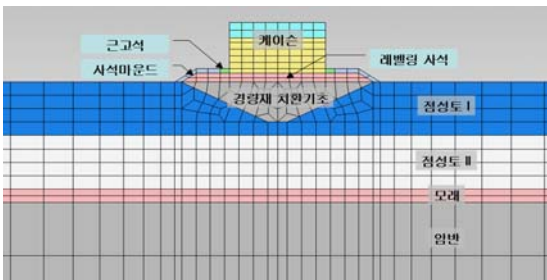 근고석
케이슨
레벨링 사석
사석마운드
경량재 치환기초
점성토 I
점성토 II
모래
암반